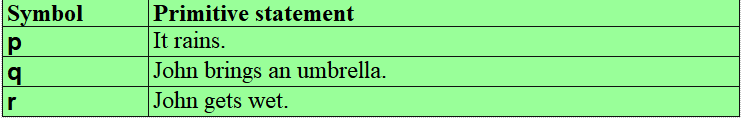 Symbol Primitive statement
p It rains.
q John brings an umbrella.
r John gets wet.